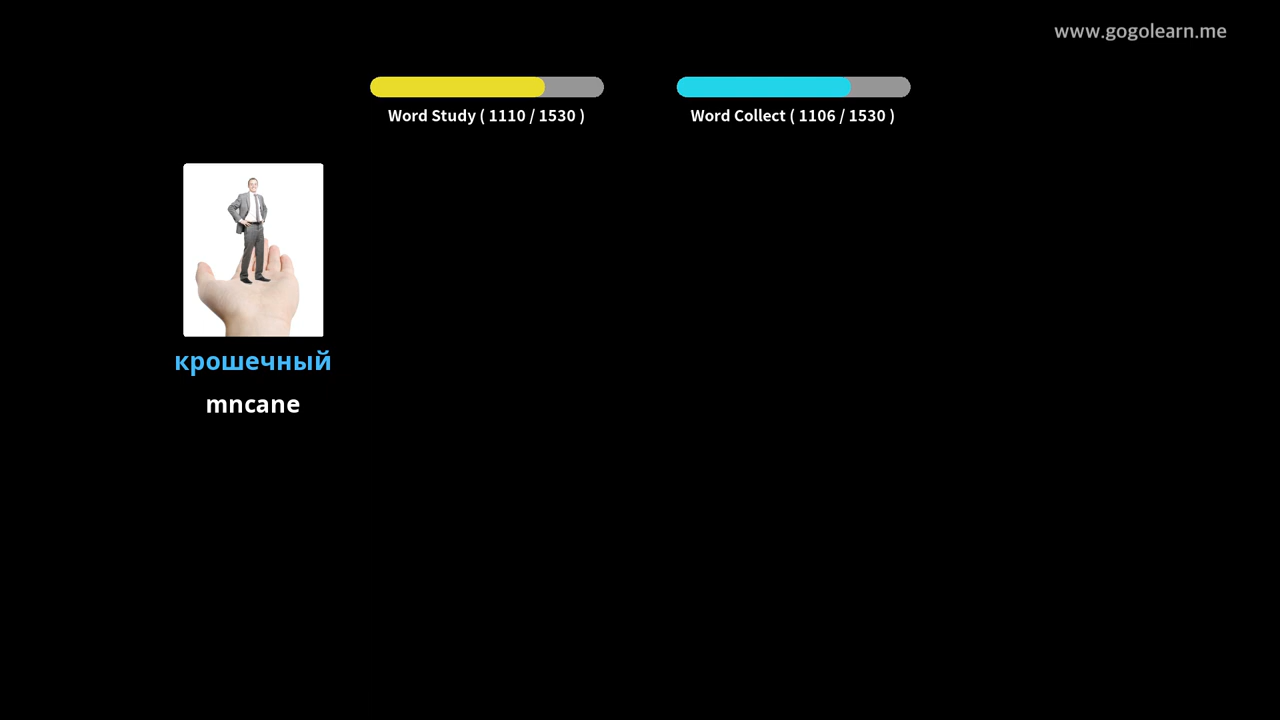 www.gogolearn.me
Word Study ( 1110 / 1530 )
Word Collect ( 1106 / 1530 )
крошечный
mncane